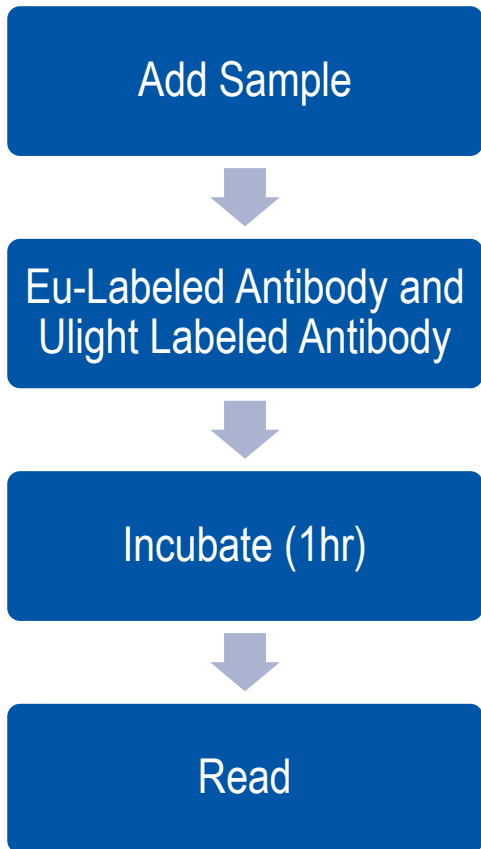 Add Sample
Eu-Labeled Antibody and
Ulight Labeled Antibody
Incubate (1hr)
Read